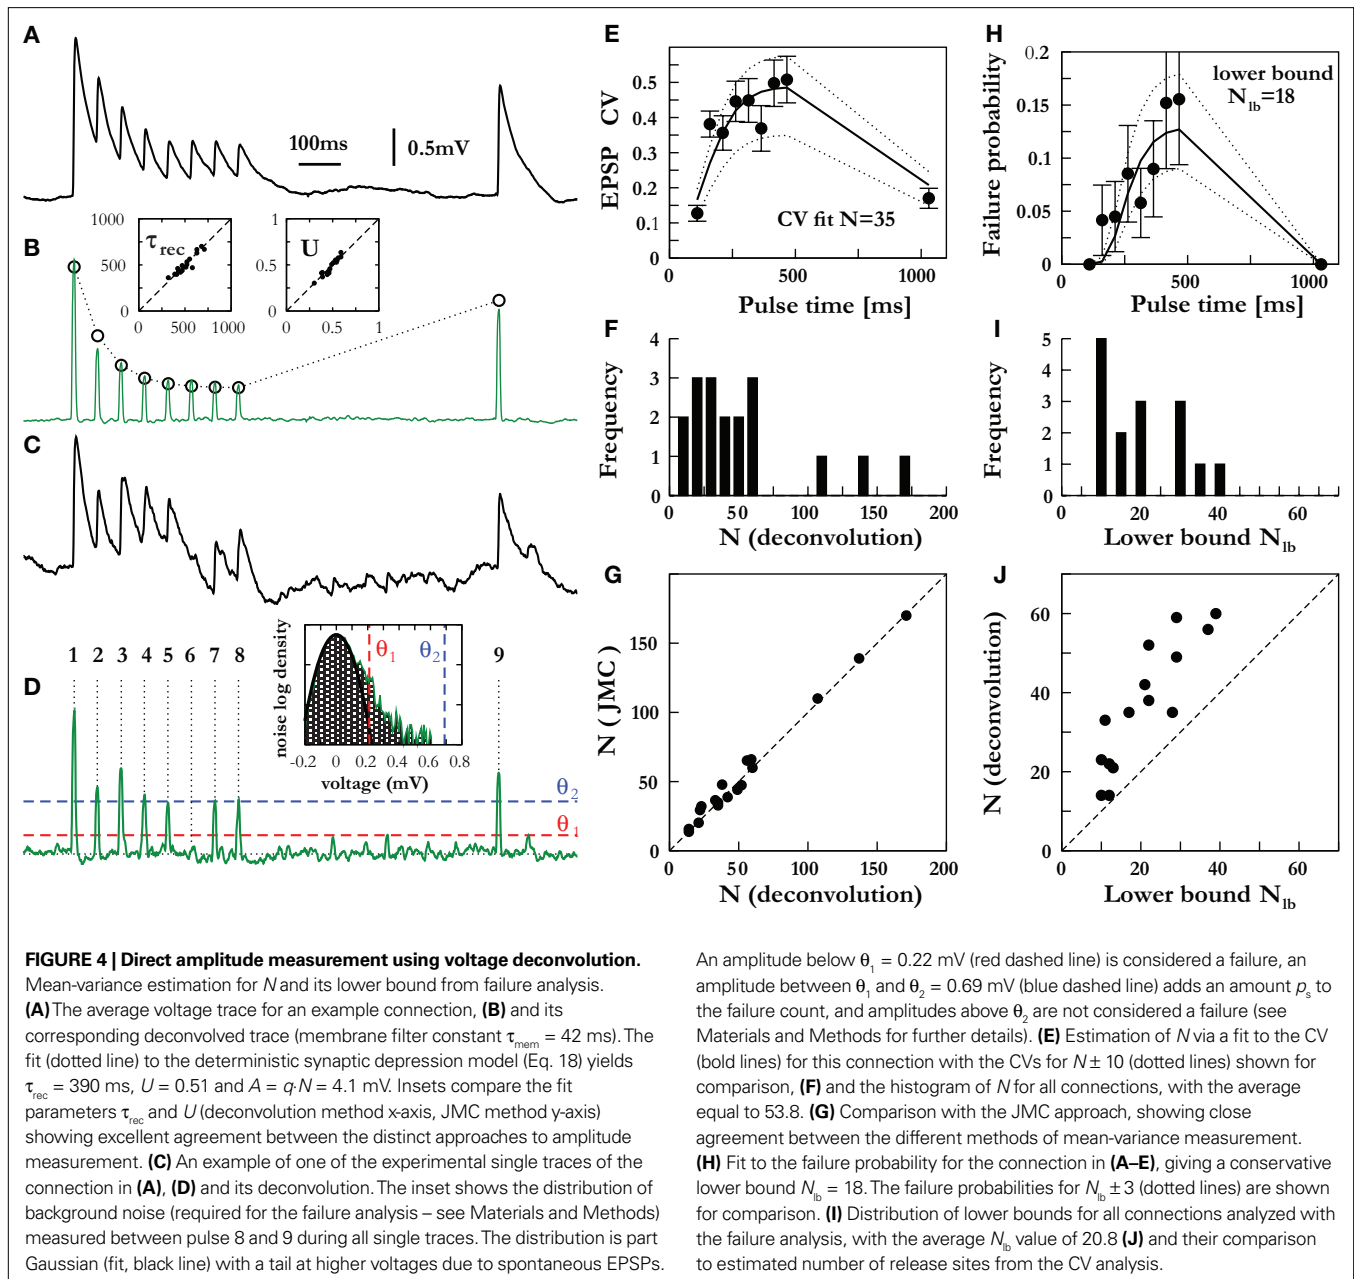 A
100ms
0.5mV
1000
500
0
τrec
0 500 1000
1
0.5
0
U
0 0.5 1
B
C
D
1 2 3 4 5 6 7 8 9
noise log density
θ1
θ2
-0.2 0 0.2 0.4 0.6 0.8
voltage (mV)
θ2
θ1
E
EPSP CV
0.5
0.4
0.3
0.2
0.1
0
CV fit N=35
0 500 1000
Pulse time [ms]
F
Frequency
4
3
2
1
0
0 50 100 150 200
N (deconvolution)
G
N (JMC)
150
100
50
0
0 50 100 150 200
N (deconvolution)
H
Failure probability
0.2
0.15
0.1
0.05
0
lower bound
Nlb=18
0 500 1000
Pulse time [ms]
I
Frequency
5
4
3
2
1
0
0 20 40 60
Lower bound Nlb
J
N (deconvolution)
60
40
20
0
0 20 40 60
Lower bound Nlb
FIGURE 4 | Direct amplitude measurement using voltage deconvolution.
Mean-variance estimation for N and its lower bound from failure analysis.
(A) The average voltage trace for an example connection, (B) and its
corresponding deconvolved trace (membrane filter constant τmem = 42 ms). The
fit (dotted line) to the deterministic synaptic depression model (Eq. 18) yields
τrec = 390 ms, U = 0.51 and A = q·N = 4.1 mV. Insets compare the fit
parameters τrec and U (deconvolution method x-axis, JMC method y-axis)
showing excellent agreement between the distinct approaches to amplitude
measurement. (C) An example of one of the experimental single traces of the
connection in (A), (D) and its deconvolution. The inset shows the distribution of
background noise (required for the failure analysis – see Materials and Methods)
measured between pulse 8 and 9 during all single traces. The distribution is part
Gaussian (fit, black line) with a tail at higher voltages due to spontaneous EPSPs.
An amplitude below θ1 = 0.22 mV (red dashed line) is considered a failure, an
amplitude between θ1 and θ2 = 0.69 mV (blue dashed line) adds an amount ps to
the failure count, and amplitudes above θ2 are not considered a failure (see
Materials and Methods for further details). (E) Estimation of N via a fit to the CV
(bold lines) for this connection with the CVs for N ± 10 (dotted lines) shown for
comparison, (F) and the histogram of N for all connections, with the average
equal to 53.8. (G) Comparison with the JMC approach, showing close
agreement between the different methods of mean-variance measurement.
(H) Fit to the failure probability for the connection in (A–E), giving a conservative
lower bound Nlb = 18. The failure probabilities for Nlb ± 3 (dotted lines) are shown
for comparison. (I) Distribution of lower bounds for all connections analyzed with
the failure analysis, with the average Nlb value of 20.8 (J) and their comparison
to estimated number of release sites from the CV analysis.